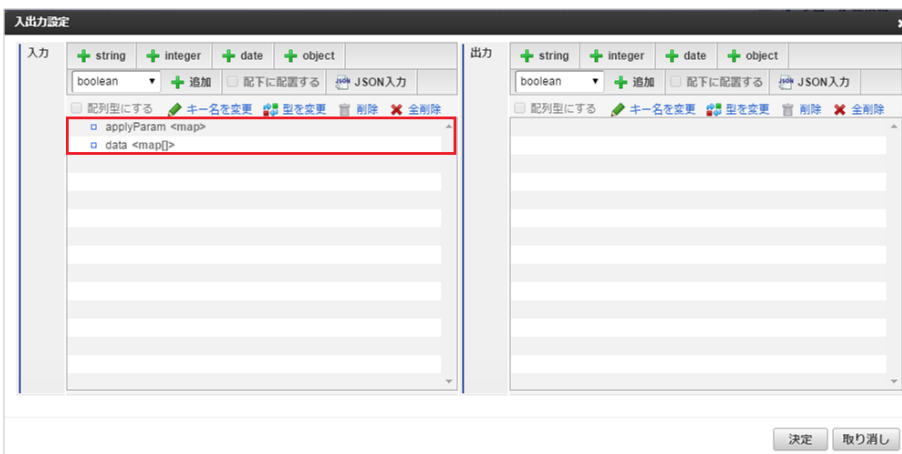 入出力設定
入力
string integer date object
boolean 追加 配下に配置する JSON入力
配列型にする キー名を変更 型を変更 削除 全削除
applyParam <map>
data <map[]>
出力
string integer date object
boolean 追加 配下に配置する JSON入力
配列型にする キー名を変更 型を変更 削除 全削除
決定 取り消し